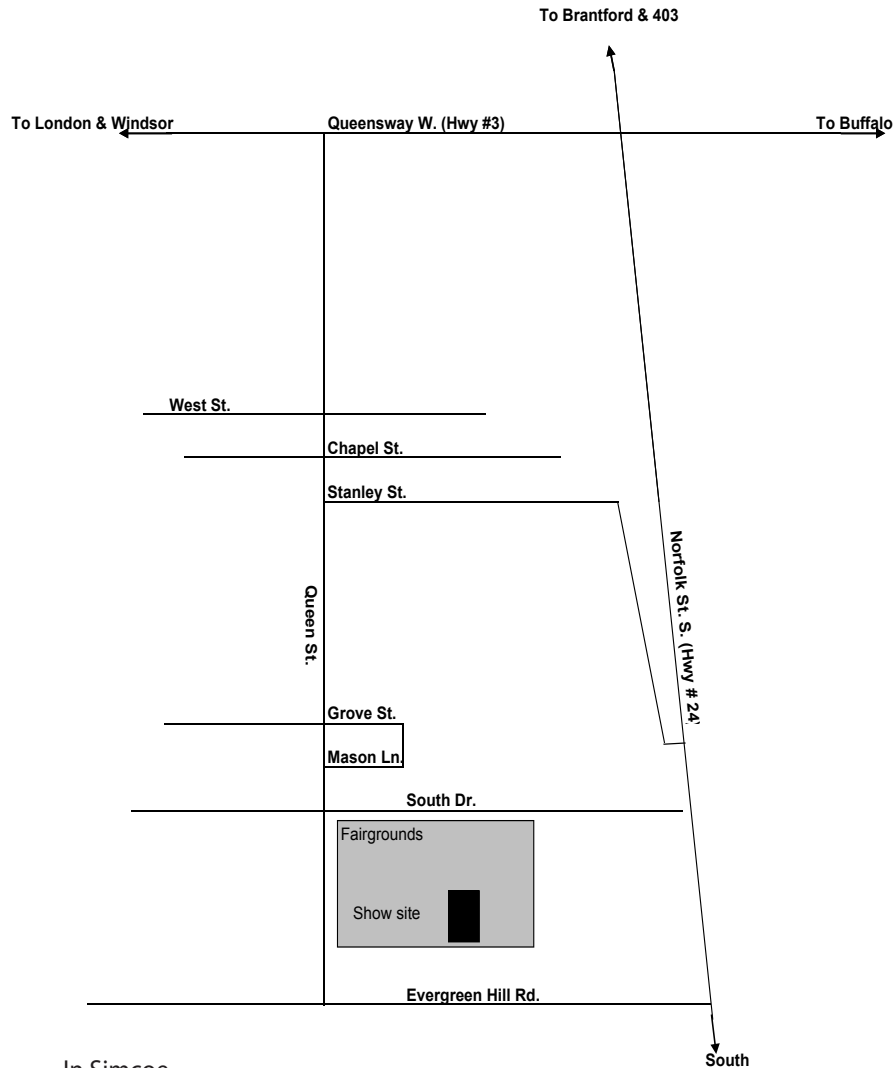 To Brantford & 403
To London & Windsor
Queensway W. (Hwy #3)
To Buffalo
West St.
Chapel St.
Stanley St.
Norfolk St. S. (Hwy # 24)
Queen St.
Grove St.
Mason Ln.
South Dr.
Fairgrounds
Show site
Evergreen Hill Rd.
South
In Simcoe